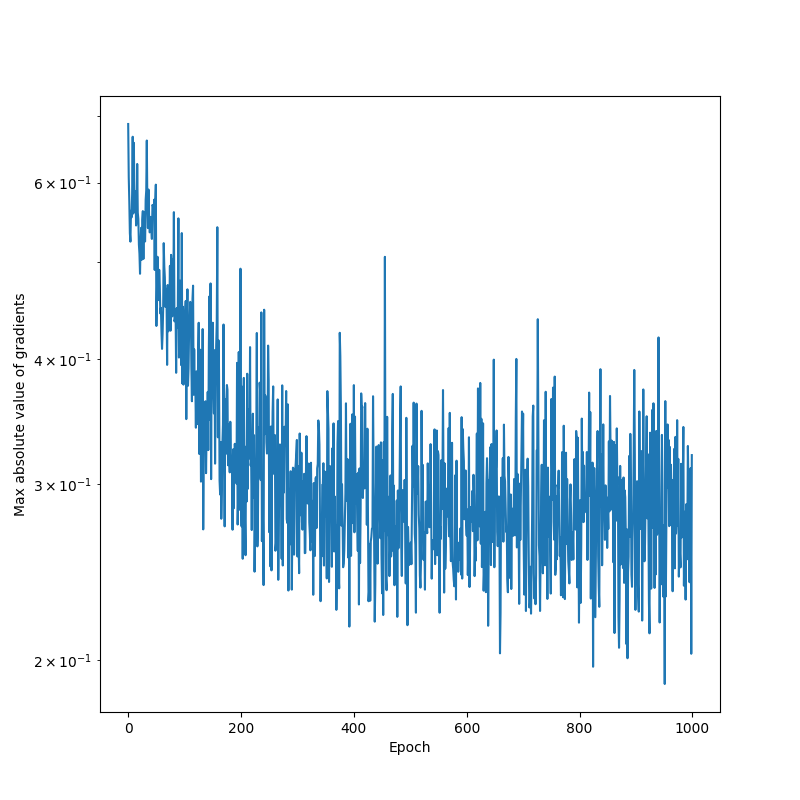 Max absolute value of gradients
6 × 10⁻¹
4 × 10⁻¹
3 × 10⁻¹
2 × 10⁻¹
0 200 400 600 800 1000
Epoch